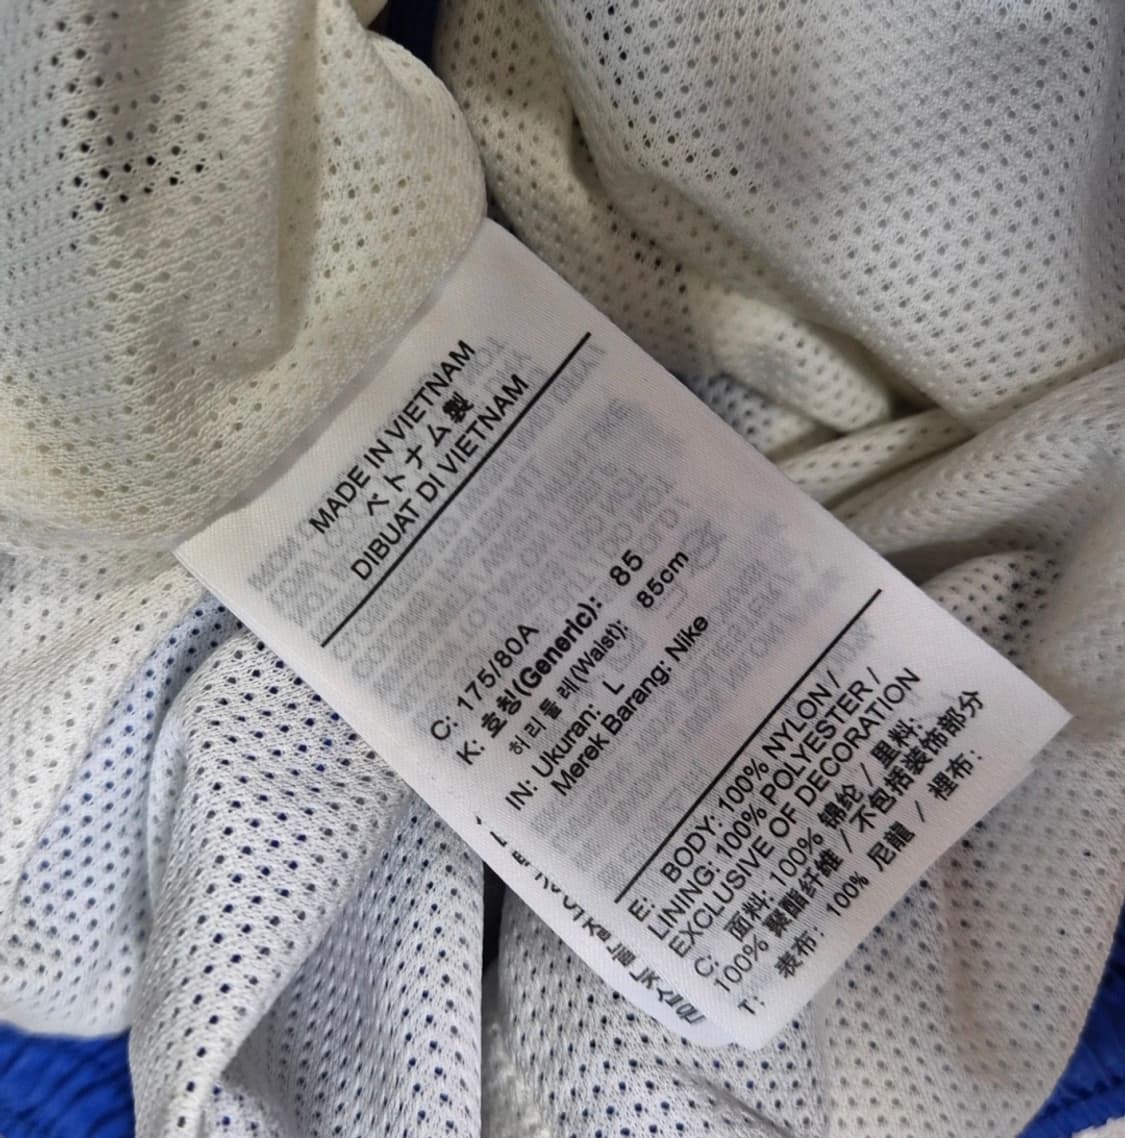 MADE IN VIETNAM
ベトナム製
DIBUAT DI VIETNAM
C: 175/80A
K: 호칭(Generic): 85
허리둘레(Waist): 85cm
IN: Ukuran: L
Merek Barang: Nike
E: BODY: 100% NYLON /
LINING: 100% POLYESTER /
EXCLUSIVE OF DECORATION
C: 面料: 100% 锦纶 / 里料:
100% 聚酯纤维 / 不包括装饰部分
T: 表布: 100% 尼龍 / 裡布: